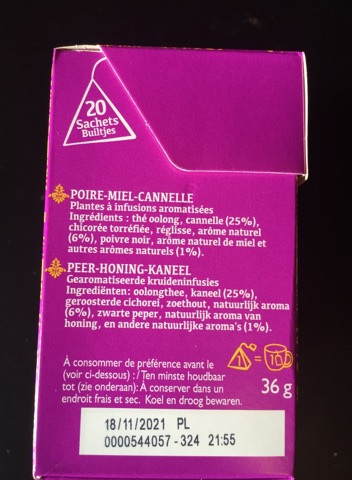 20
Sachets
Builtjes
POIRE-MIEL-CANNELLE
Plantes à infusions aromatisées
Ingrédients : thé oolong, cannelle (25%),
chicorée torréfiée, réglisse, arôme naturel
(6%), poivre noir, arôme naturel de miel et
autres arômes naturels (1%).
PEER-HONING-KANEEL
Gearomatiseerde kruideninfusies
Ingrediënten: oolongthee, kaneel (25%),
geroosterde cichorei, zoethout, natuurlijk aroma
(6%), zwarte peper, natuurlijk aroma van
honing, en andere natuurlijke aroma's (1%).
À consommer de préférence avant le
(voir ci-dessous) :/Ten minste houdbaar
tot (zie onderaan): À conserver dans un
endroit frais et sec. Koel en droog bewaren.
1 = 10
36 g
18/11/2021 PL
0000544057 -324 21:55